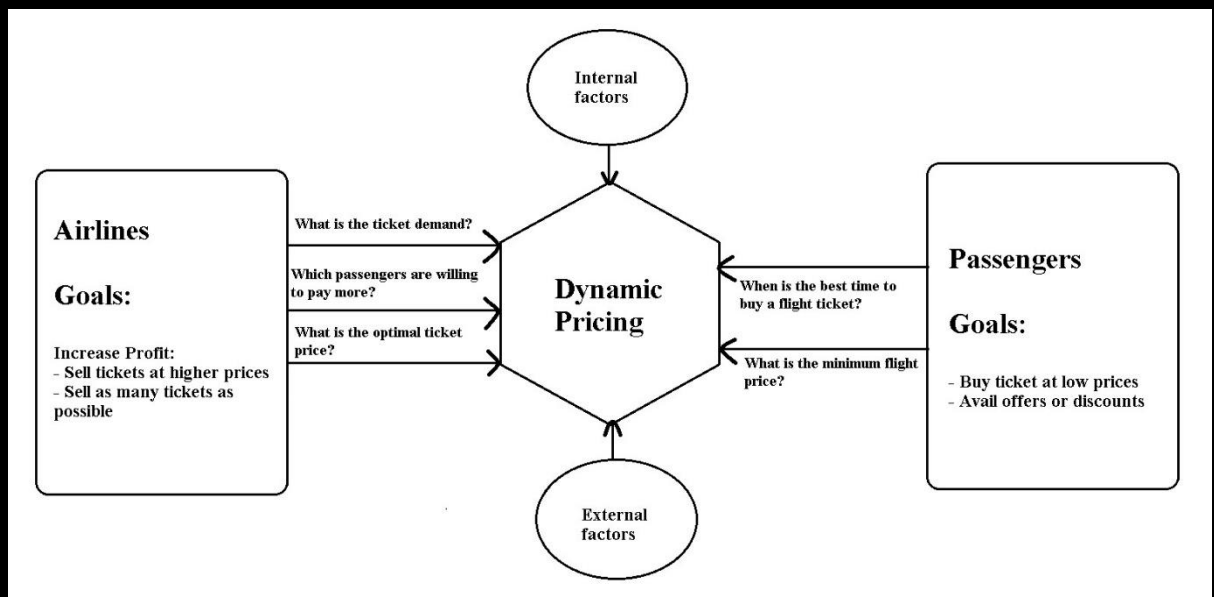 Internal
factors
Airlines
Goals:
Increase Profit:
- Sell tickets at higher prices
- Sell as many tickets as
possible
What is the ticket demand?
Which passengers are willing
to pay more?
What is the optimal ticket
price?
Dynamic
Pricing
When is the best time to
buy a flight ticket?
What is the minimum flight
price?
Passengers
Goals:
- Buy ticket at low prices
- Avail offers or discounts
External
factors